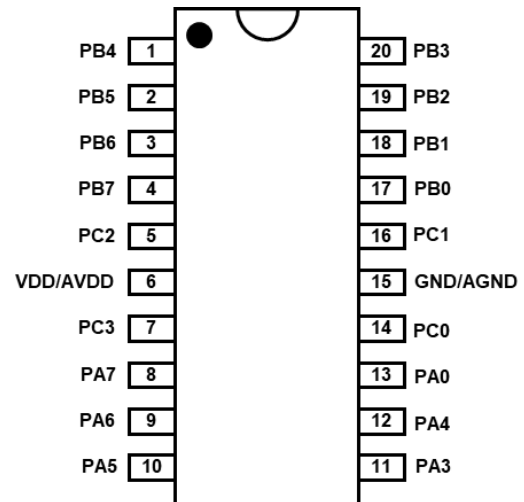 PB4 1 20 PB3
PB5 2 19 PB2
PB6 3 18 PB1
PB7 4 17 PB0
PC2 5 16 PC1
VDD/AVDD 6 15 GND/AGND
PC3 7 14 PC0
PA7 8 13 PA0
PA6 9 12 PA4
PA5 10 11 PA3